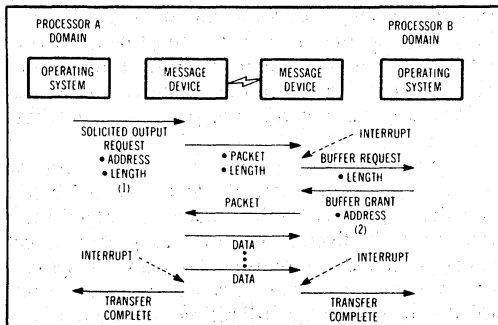 PROCESSOR A
DOMAIN
PROCESSOR B
DOMAIN
OPERATING
SYSTEM
MESSAGE
DEVICE
MESSAGE
DEVICE
OPERATING
SYSTEM
SOLICITED OUTPUT
REQUEST
• ADDRESS
• LENGTH
(1)
• PACKET
• LENGTH
INTERRUPT
BUFFER REQUEST
• LENGTH
BUFFER GRANT
• ADDRESS
(2)
PACKET
DATA
DATA
INTERRUPT
INTERRUPT
TRANSFER
COMPLETE
TRANSFER
COMPLETE